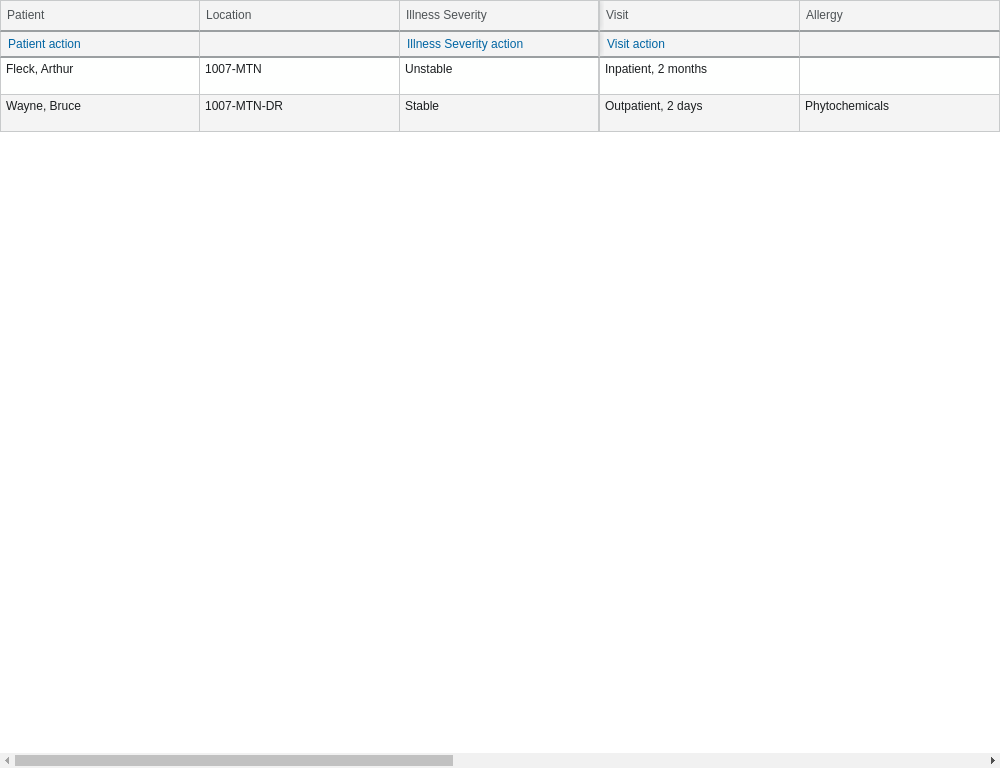 Patient Location Illness Severity Visit Allergy
Patient action Illness Severity action Visit action
Fleck, Arthur 1007-MTN Unstable Inpatient, 2 months
Wayne, Bruce 1007-MTN-DR Stable Outpatient, 2 days Phytochemicals